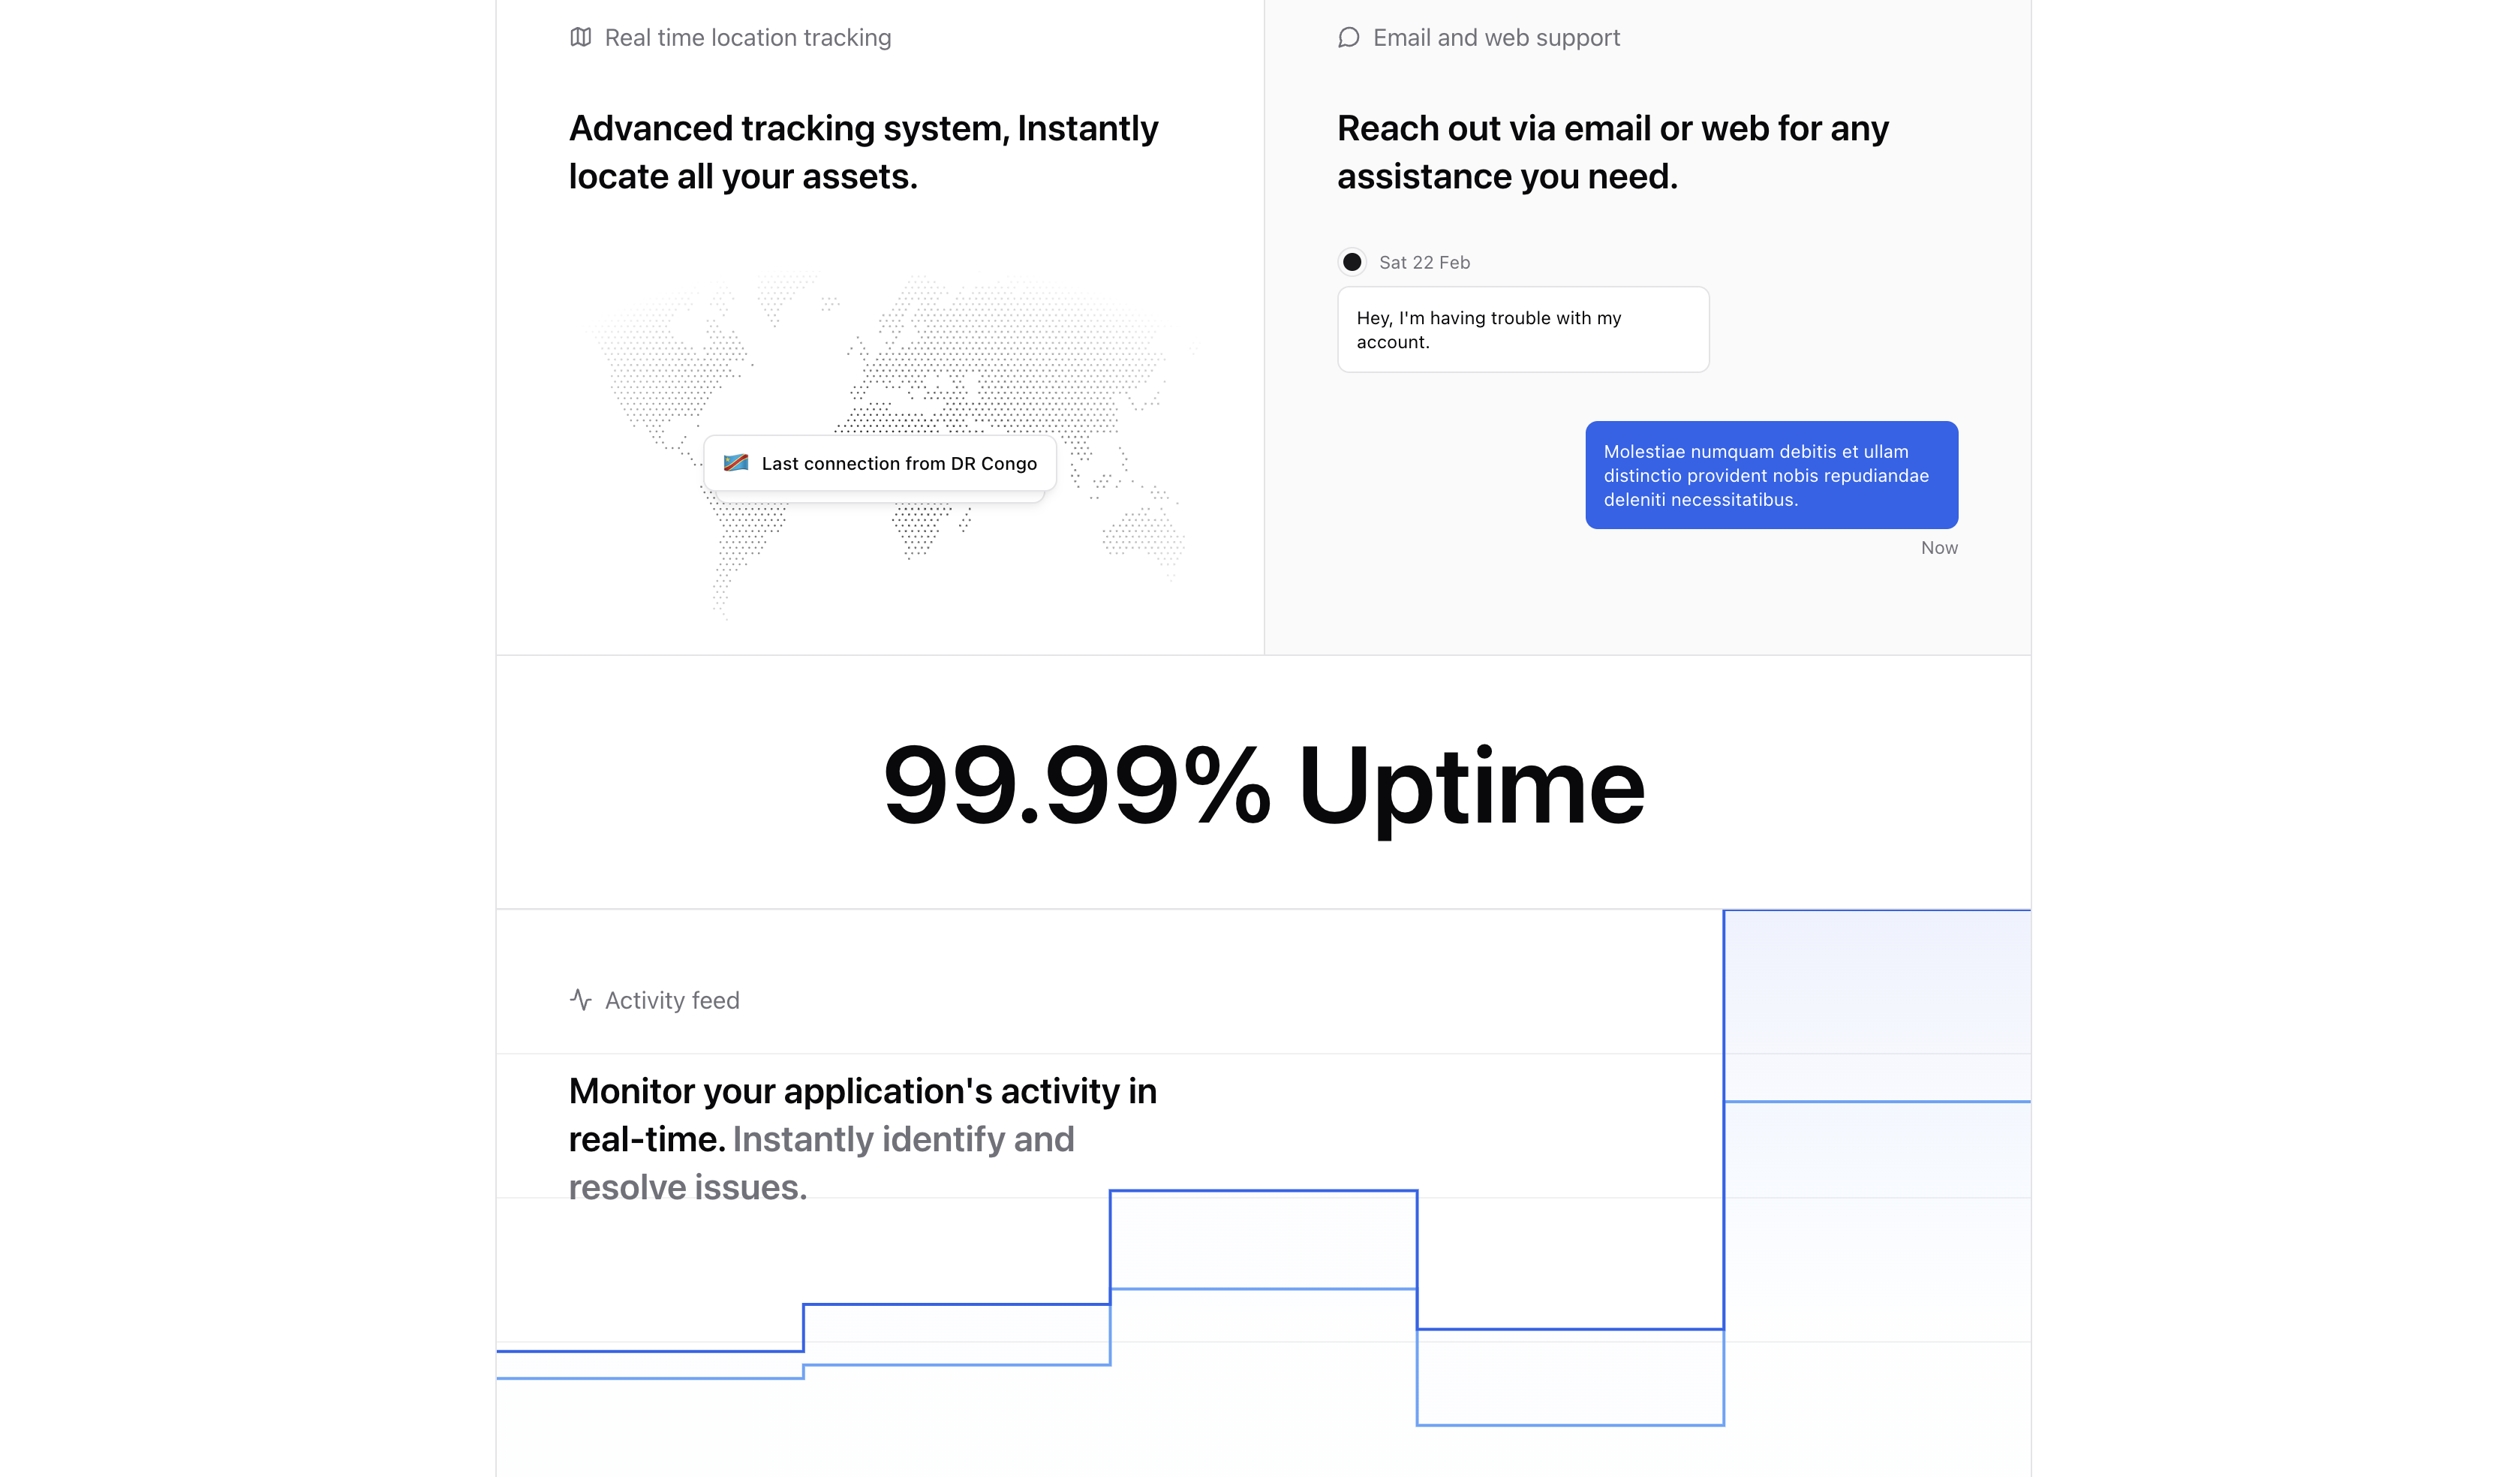 Real time location tracking
Advanced tracking system, Instantly
locate all your assets.
Last connection from DR Congo
Email and web support
Reach out via email or web for any
assistance you need.
Sat 22 Feb
Hey, I'm having trouble with my
account.
Molestiae numquam debitis et ullam
distinctio provident nobis repudiandae
deleniti necessitatibus.
Now
99.99% Uptime
Activity feed
Monitor your application's activity in
real-time. Instantly identify and
resolve issues.